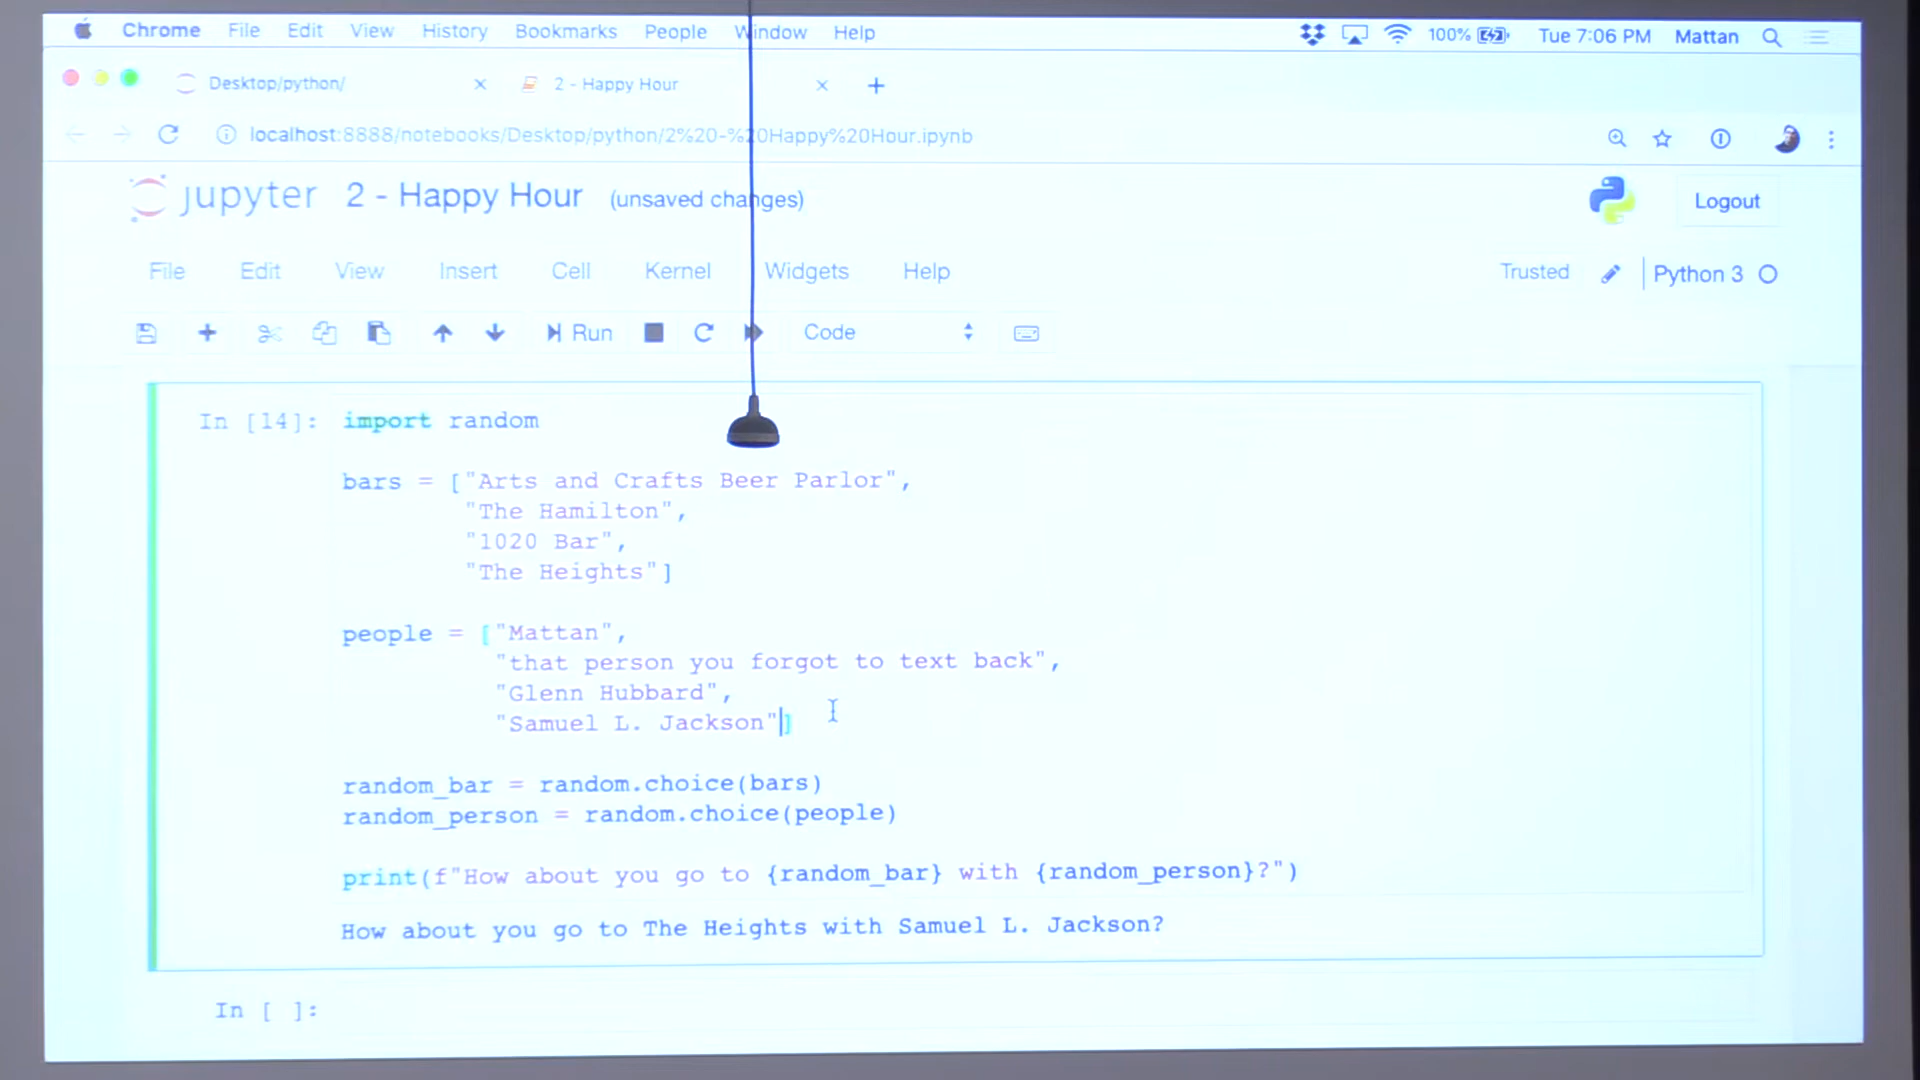 Chrome File Edit View History Bookmarks People Window Help 100% Tue 7:06 PM Mattan
Desktop/python/ 2 - Happy Hour
localhost:8888/notebooks/Desktop/python/2%20-%20Happy%20Hour.ipynb
jupyter 2 - Happy Hour (unsaved changes) Logout
File Edit View Insert Cell Kernel Widgets Help Trusted Python 3
Run Code
In [14]: import random
bars = ["Arts and Crafts Beer Parlor",
"The Hamilton",
"1020 Bar",
"The Heights"]
people = ["Mattan",
"that person you forgot to text back",
"Glenn Hubbard",
"Samuel L. Jackson"]
random_bar = random.choice(bars)
random_person = random.choice(people)
print(f"How about you go to {random_bar} with {random_person}?")
How about you go to The Heights with Samuel L. Jackson?
In [ ]: